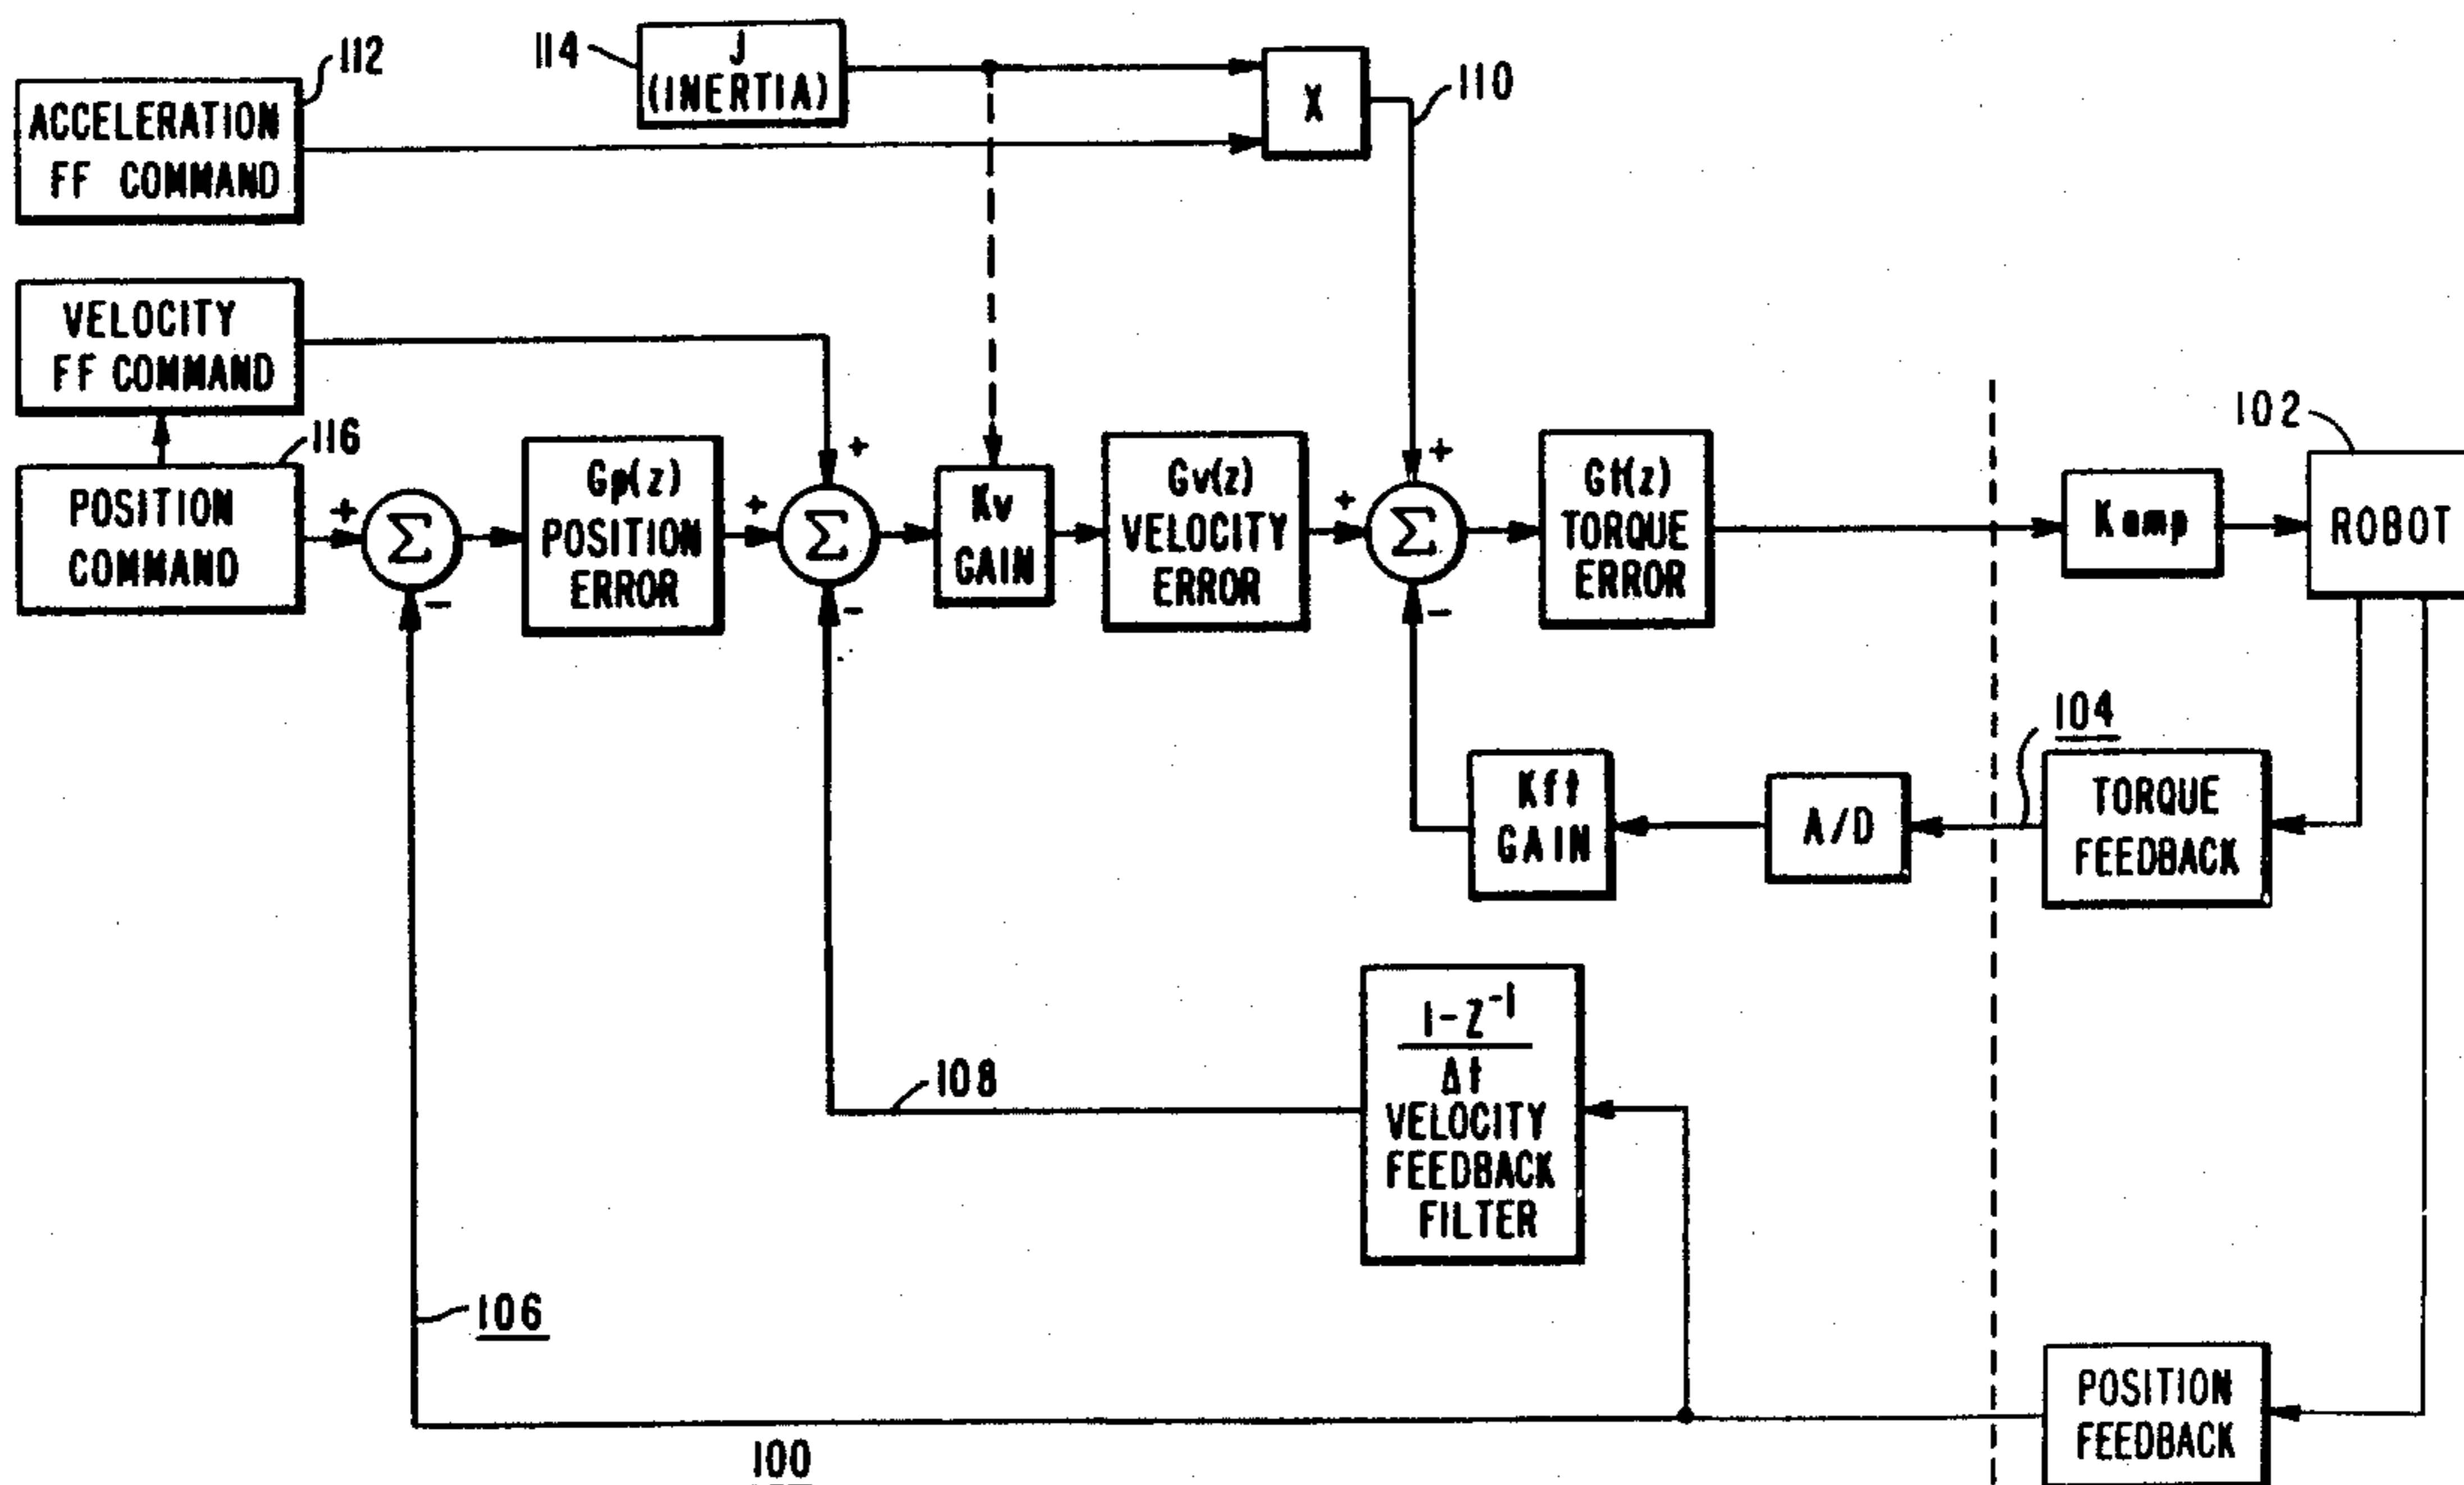 112
114
J
(INERTIA)
X
110
ACCELERATION
FF COMMAND
VELOCITY
FF COMMAND
116
POSITION
COMMAND
+
Σ
-
Gp(z)
POSITION
ERROR
+
+
Σ
-
Kv
GAIN
Gv(z)
VELOCITY
ERROR
+
+
Σ
-
Gt(z)
TORQUE
ERROR
Kamp
102
ROBOT
104
Kft
GAIN
A/D
TORQUE
FEEDBACK
1-Z⁻¹
Δt
VELOCITY
FEEDBACK
FILTER
108
106
POSITION
FEEDBACK
100